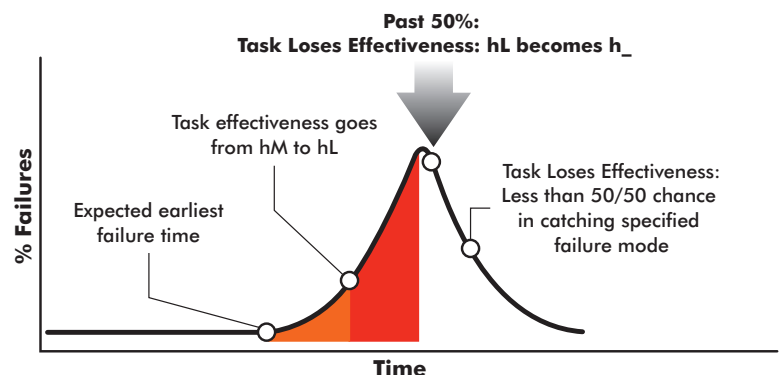 Past 50%:
Task Loses Effectiveness: hL becomes h_
Task effectiveness goes
from hM to hL
Expected earliest
failure time
Task Loses Effectiveness:
Less than 50/50 chance
in catching specified
failure mode
% Failures
Time